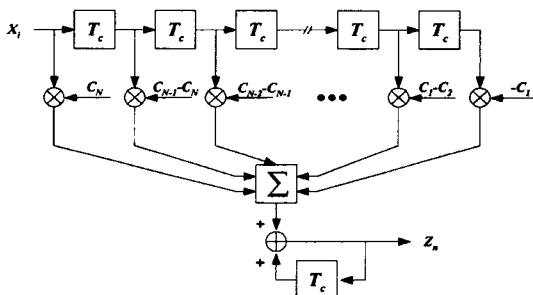 X_i T_c T_c T_c T_c T_c
C_N C_{N-1}-C_N C_{N-2}-C_{N-1} ••• C_1-C_2 -C_1
Σ
+
+
Z_n
T_c